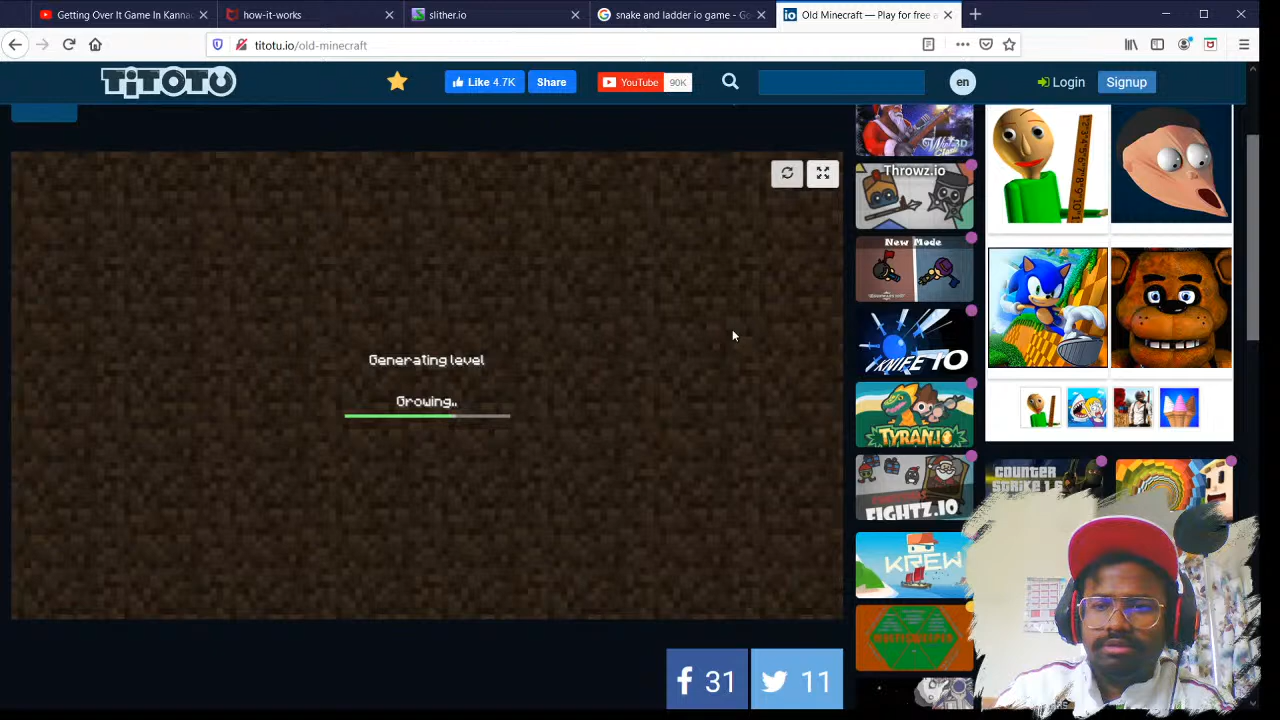 Getting Over It Game In Kanna
how-it-works
slither.io
snake and ladder io game - Go
Old Minecraft — Play for free a
titotu.io/old-minecraft
TiTOTU
Like 4.7K
Share
YouTube
90K
en
Login
Signup
Throwz.io
New Mode
KNIFE IO
TYRAN.IO
FIGHTZ.IO
KREW
COUNTER
STRIKE 1.6
Generating level
Growing..
31
11